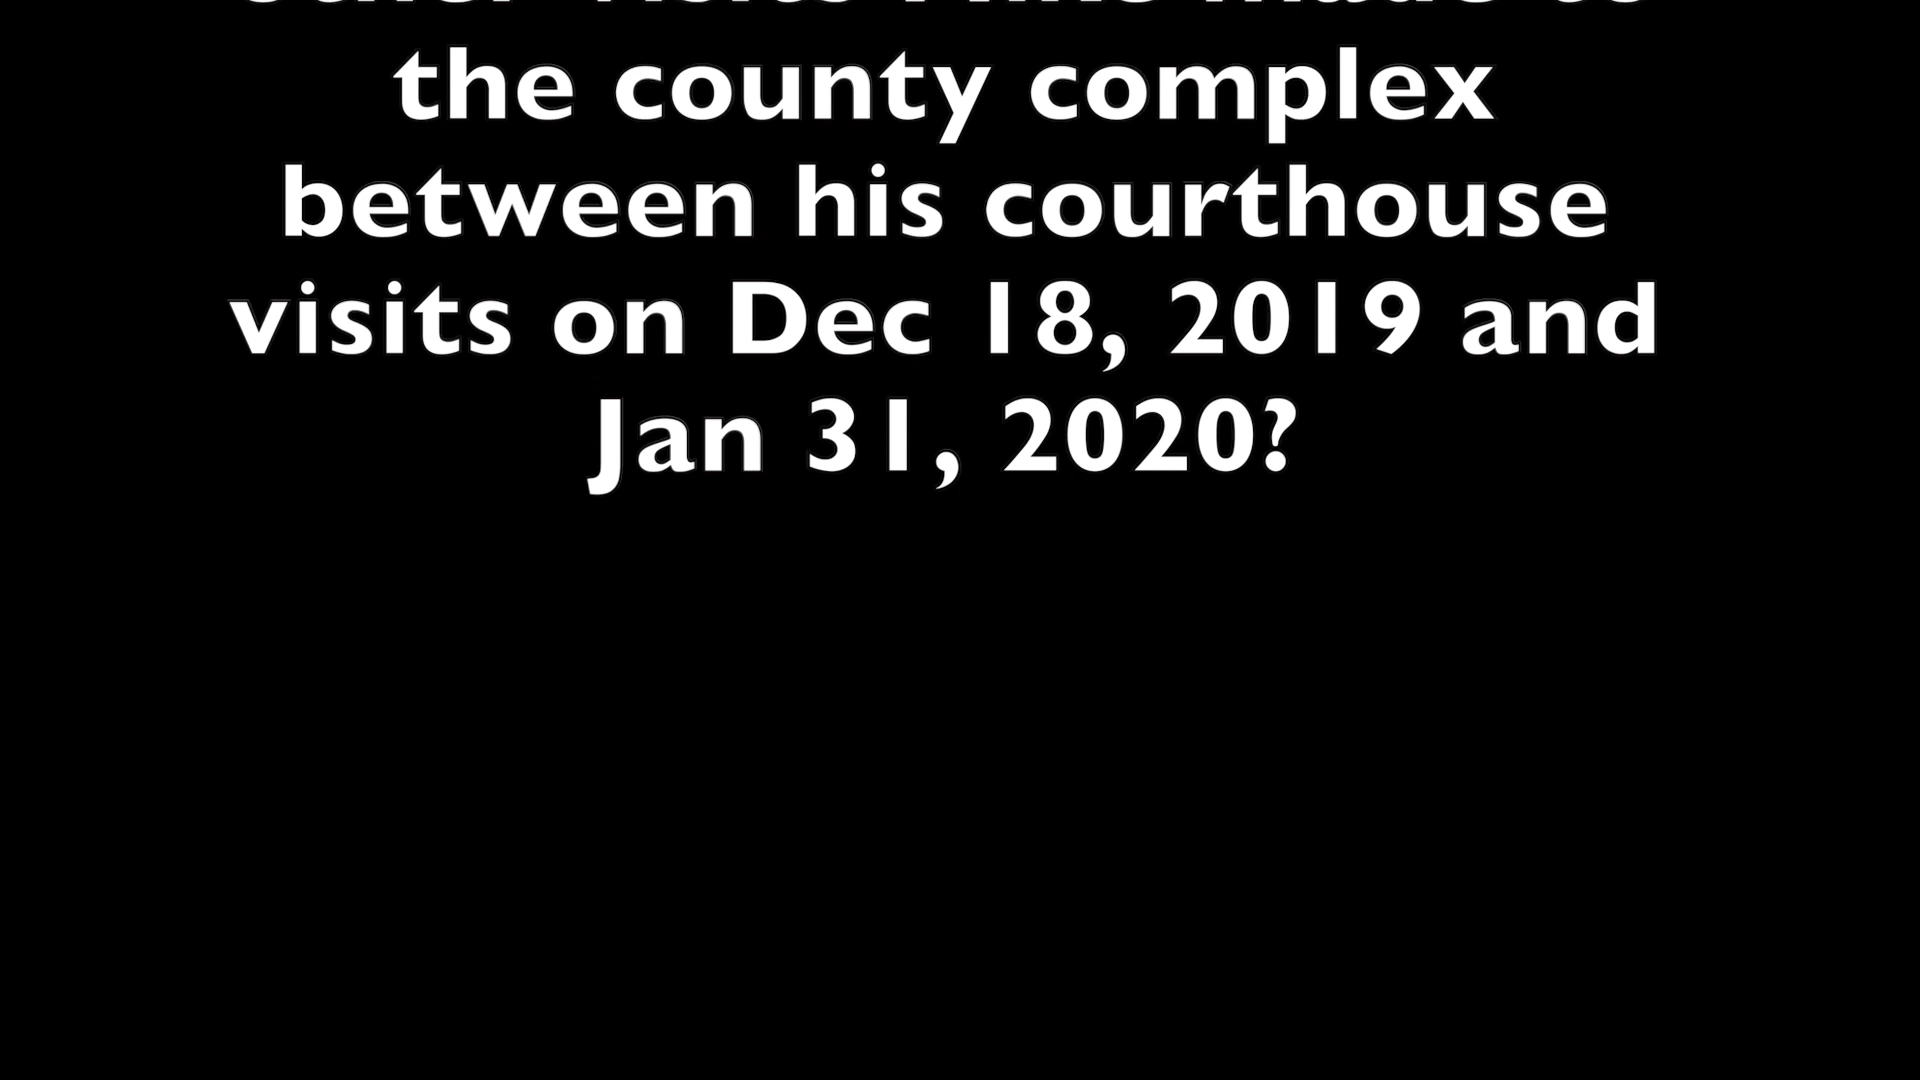 the county complex
between his courthouse
visits on Dec 18, 2019 and
Jan 31, 2020?